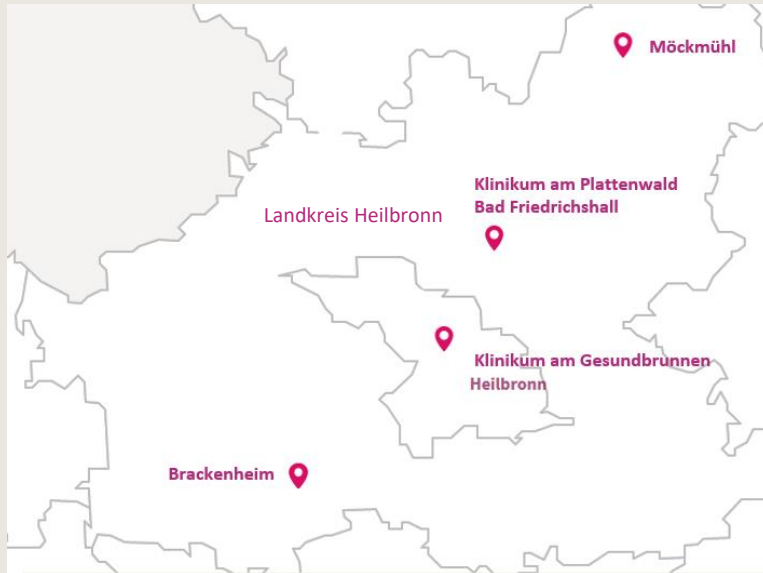 Möckmühl
Klinikum am Plattenwald
Bad Friedrichshall
Landkreis Heilbronn
Klinikum am Gesundbrunnen
Heilbronn
Brackenheim